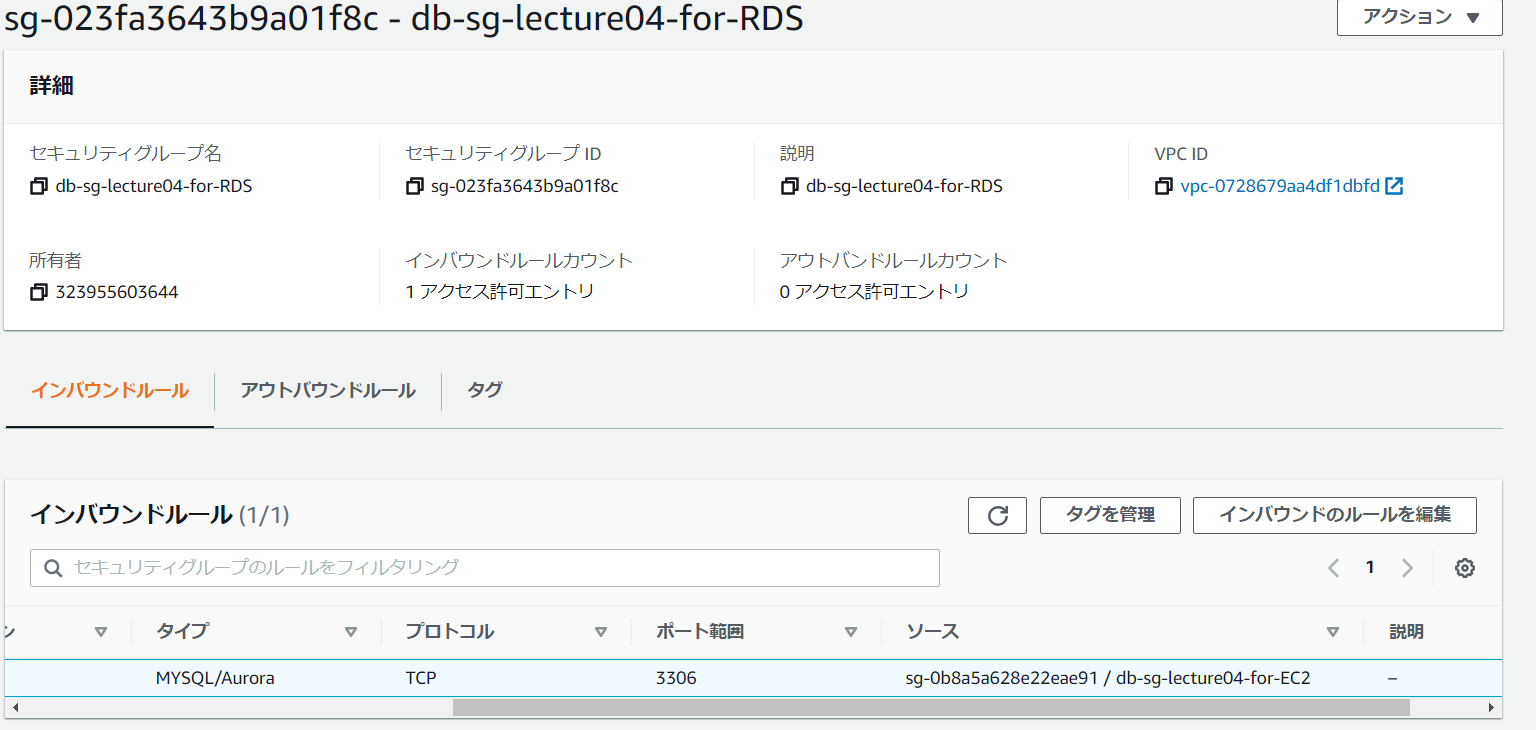 sg-023fa3643b9a01f8c - db-sg-lecture04-for-RDS
アクション ▼
詳細
セキュリティグループ名
セキュリティグループ ID
説明
VPC ID
db-sg-lecture04-for-RDS
sg-023fa3643b9a01f8c
db-sg-lecture04-for-RDS
vpc-0728679aa4df1dbfd
所有者
インバウンドルールカウント
アウトバンドルールカウント
323955603644
1 アクセス許可エントリ
0 アクセス許可エントリ
インバウンドルール
アウトバウンドルール
タグ
インバウンドルール (1/1)
タグを管理
インバウンドのルールを編集
セキュリティグループのルールをフィルタリング
1
ン
タイプ
プロトコル
ポート範囲
ソース
説明
MYSQL/Aurora
TCP
3306
sg-0b8a5a628e22eae91 / db-sg-lecture04-for-EC2
–